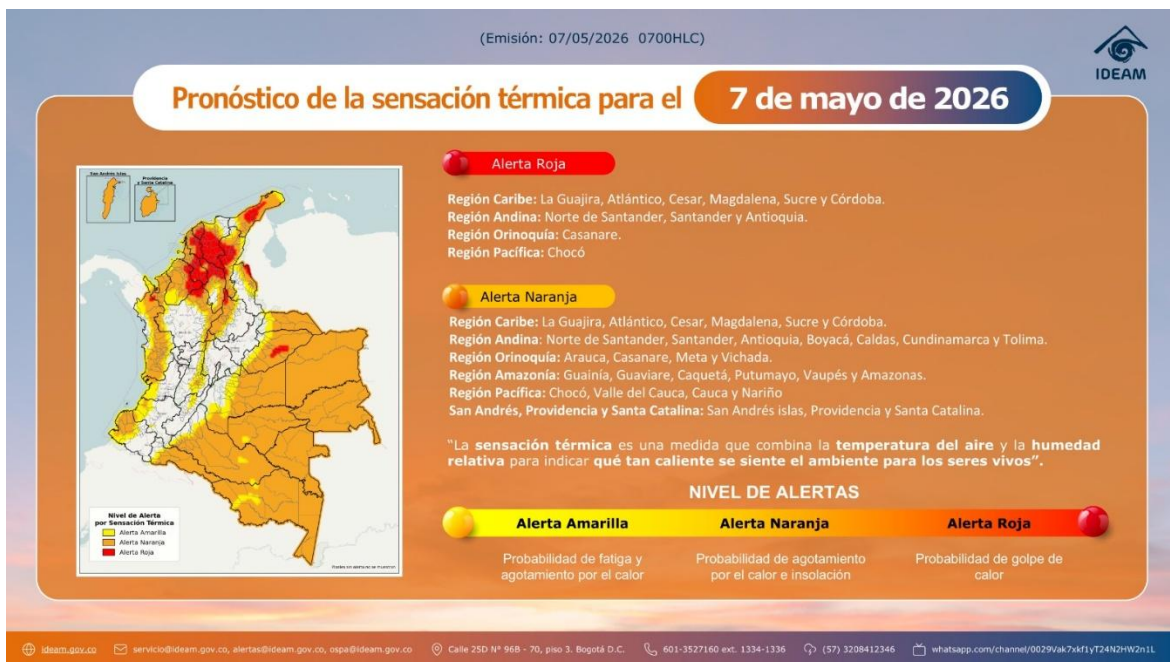 (Emisión: 07/05/2026 0700HLC)
IDEAM
Pronóstico de la sensación térmica para el 7 de mayo de 2026
San Andrés Islas
Providencia
y Santa Catalina
Nivel de Alerta
por Sensación Térmica
Alerta Amarilla
Alerta Naranja
Alerta Roja
Alerta Roja
Región Caribe: La Guajira, Atlántico, Cesar, Magdalena, Sucre y Córdoba.
Región Andina: Norte de Santander, Santander y Antioquia.
Región Orinoquía: Casanare.
Región Pacífica: Chocó
Alerta Naranja
Región Caribe: La Guajira, Atlántico, Cesar, Magdalena, Sucre y Córdoba.
Región Andina: Norte de Santander, Santander, Antioquia, Boyacá, Caldas, Cundinamarca y Tolima.
Región Orinoquía: Arauca, Casanare, Meta y Vichada.
Región Amazonía: Guainía, Guaviare, Caquetá, Putumayo, Vaupés y Amazonas.
Región Pacífica: Chocó, Valle del Cauca, Cauca y Nariño
San Andrés, Providencia y Santa Catalina: San Andrés islas, Providencia y Santa Catalina.
"La sensación térmica es una medida que combina la temperatura del aire y la humedad
relativa para indicar qué tan caliente se siente el ambiente para los seres vivos”.
NIVEL DE ALERTAS
Alerta Amarilla Alerta Naranja Alerta Roja
Probabilidad de fatiga y Probabilidad de agotamiento Probabilidad de golpe de
agotamiento por el calor por el calor e insolación calor
ideam.gov.co servicio@ideam.gov.co, alertas@ideam.gov.co, ospa@ideam.gov.co Calle 25D N° 96B - 70, piso 3. Bogotá D.C. 601-3527160 ext. 1334-1336 (57) 3208412346 whatsapp.com/channel/0029Vak7xkf1yT24N2HW2n1L